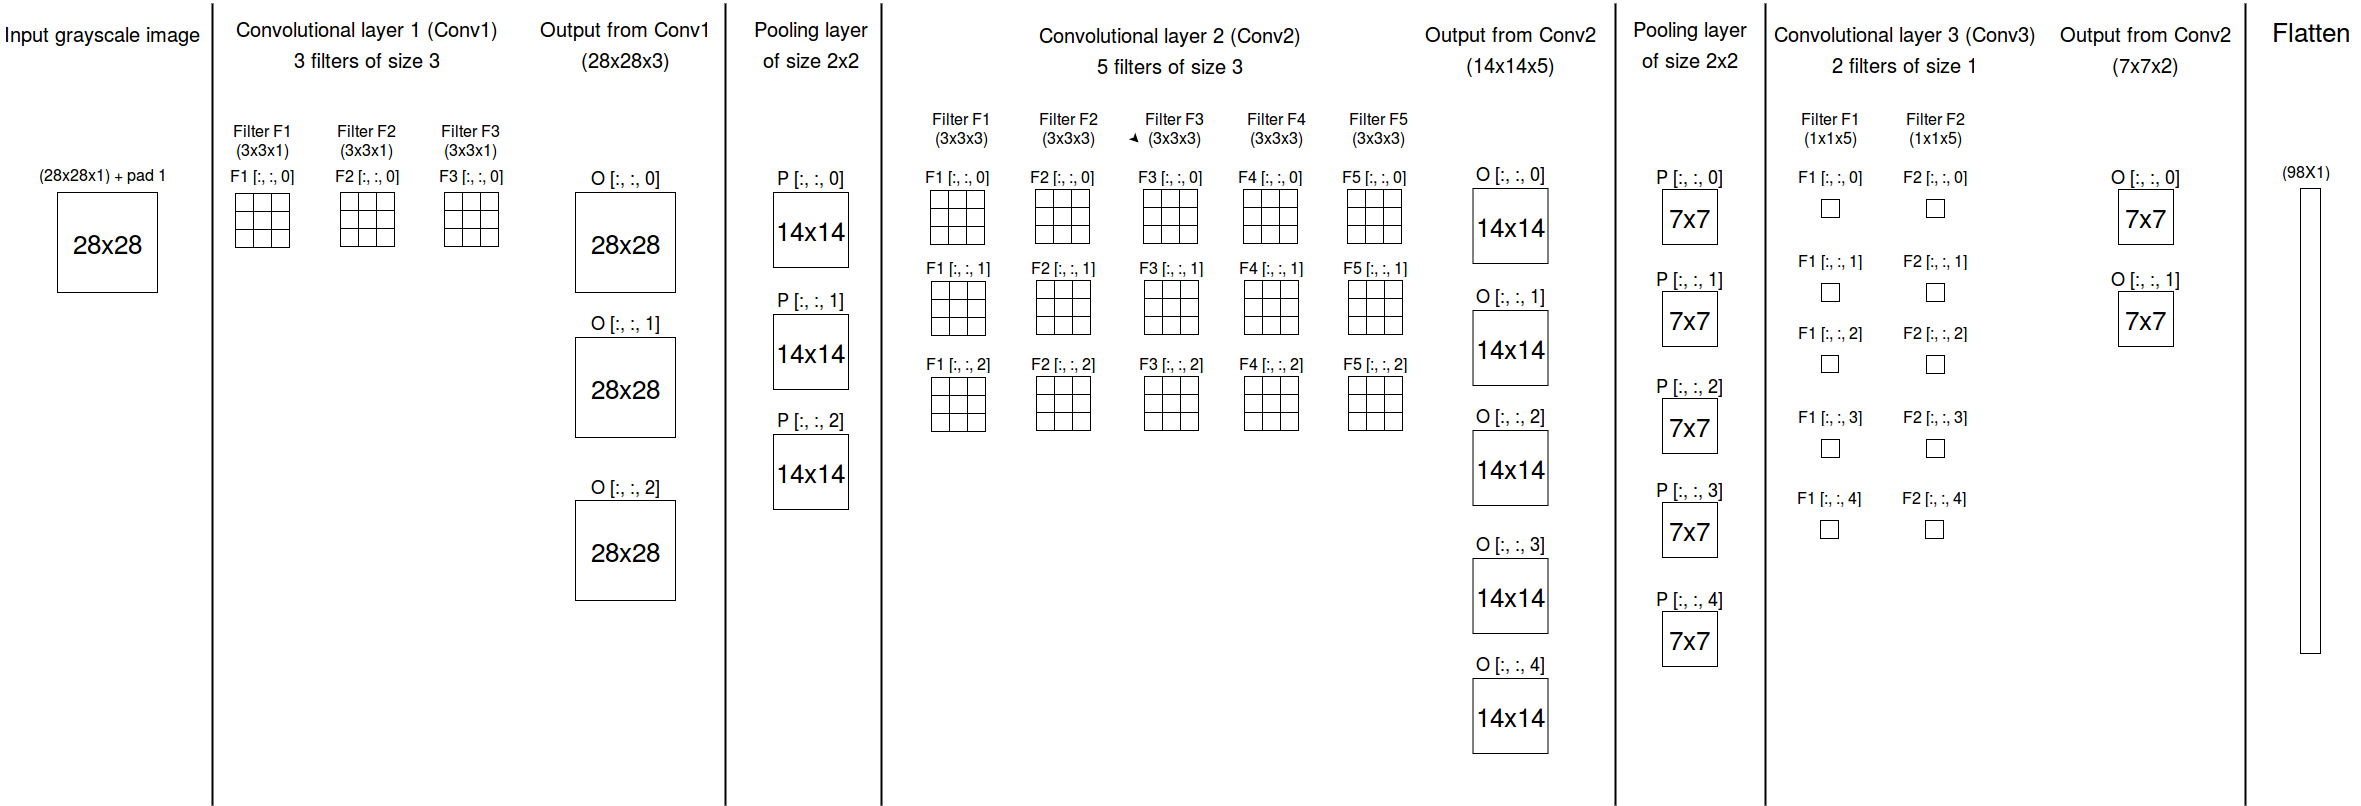 Input grayscale image
(28x28x1) + pad 1
28x28
Convolutional layer 1 (Conv1)
3 filters of size 3
Filter F1
(3x3x1)
F1 [:, :, 0]
Filter F2
(3x3x1)
F2 [:, :, 0]
Filter F3
(3x3x1)
F3 [:, :, 0]
Output from Conv1
(28x28x3)
O [:, :, 0]
28x28
O [:, :, 1]
28x28
O [:, :, 2]
28x28
Pooling layer
of size 2x2
P [:, :, 0]
14x14
P [:, :, 1]
14x14
P [:, :, 2]
14x14
Convolutional layer 2 (Conv2)
5 filters of size 3
Filter F1
(3x3x3)
F1 [:, :, 0]
F1 [:, :, 1]
F1 [:, :, 2]
Filter F2
(3x3x3)
F2 [:, :, 0]
F2 [:, :, 1]
F2 [:, :, 2]
Filter F3
(3x3x3)
F3 [:, :, 0]
F3 [:, :, 1]
F3 [:, :, 2]
Filter F4
(3x3x3)
F4 [:, :, 0]
F4 [:, :, 1]
F4 [:, :, 2]
Filter F5
(3x3x3)
F5 [:, :, 0]
F5 [:, :, 1]
F5 [:, :, 2]
Output from Conv2
(14x14x5)
O [:, :, 0]
14x14
O [:, :, 1]
14x14
O [:, :, 2]
14x14
O [:, :, 3]
14x14
O [:, :, 4]
14x14
Pooling layer
of size 2x2
P [:, :, 0]
7x7
P [:, :, 1]
7x7
P [:, :, 2]
7x7
P [:, :, 3]
7x7
P [:, :, 4]
7x7
Convolutional layer 3 (Conv3)
2 filters of size 1
Filter F1
(1x1x5)
F1 [:, :, 0]
F1 [:, :, 1]
F1 [:, :, 2]
F1 [:, :, 3]
F1 [:, :, 4]
Filter F2
(1x1x5)
F2 [:, :, 0]
F2 [:, :, 1]
F2 [:, :, 2]
F2 [:, :, 3]
F2 [:, :, 4]
Output from Conv2
(7x7x2)
O [:, :, 0]
7x7
O [:, :, 1]
7x7
Flatten
(98X1)